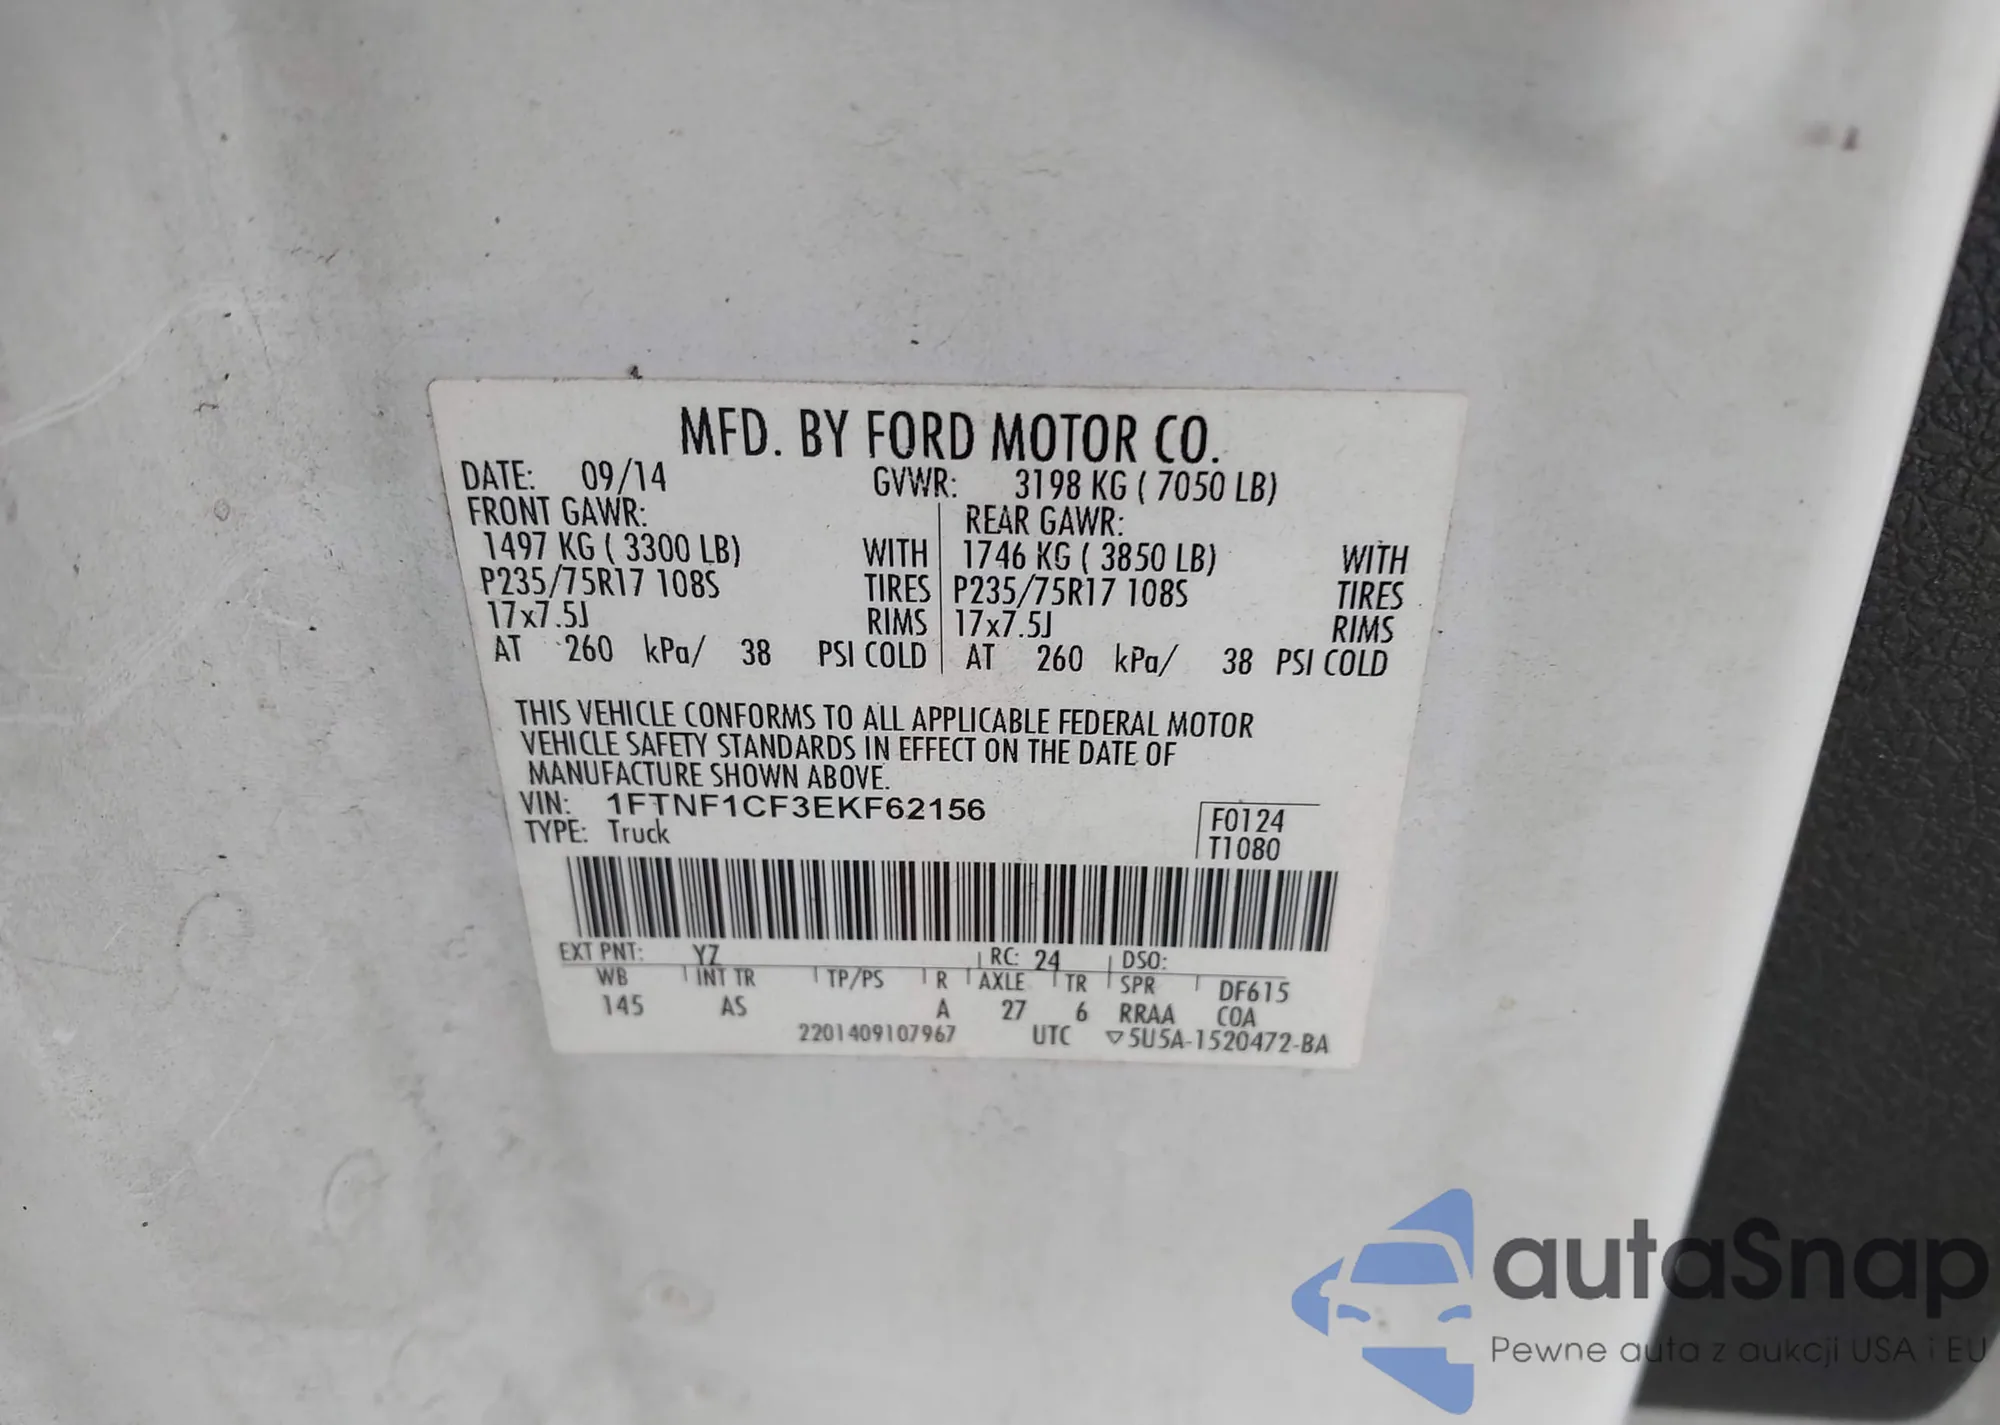 MFD. BY FORD MOTOR CO.
DATE: 09/14 GVWR: 3198 KG ( 7050 LB)
FRONT GAWR: REAR GAWR:
1497 KG ( 3300 LB) WITH 1746 KG ( 3850 LB) WITH
P235/75R17 108S TIRES P235/75R17 108S TIRES
17x7.5J RIMS 17x7.5J RIMS
AT 260 kPa/ 38 PSI COLD AT 260 kPa/ 38 PSI COLD
THIS VEHICLE CONFORMS TO ALL APPLICABLE FEDERAL MOTOR
VEHICLE SAFETY STANDARDS IN EFFECT ON THE DATE OF
MANUFACTURE SHOWN ABOVE.
VIN: 1FTNF1CF3EKF62156
TYPE: Truck
F0124
T1080
EXT PNT: YZ RC: 24 DSO:
WB INT TR TP/PS R AXLE TR SPR DF615
145 AS A 27 6 RRAA COA
2201409107967 UTC ▽5U5A-1520472-BA
autaSnap
Pewne auta z aukcji USA i EU